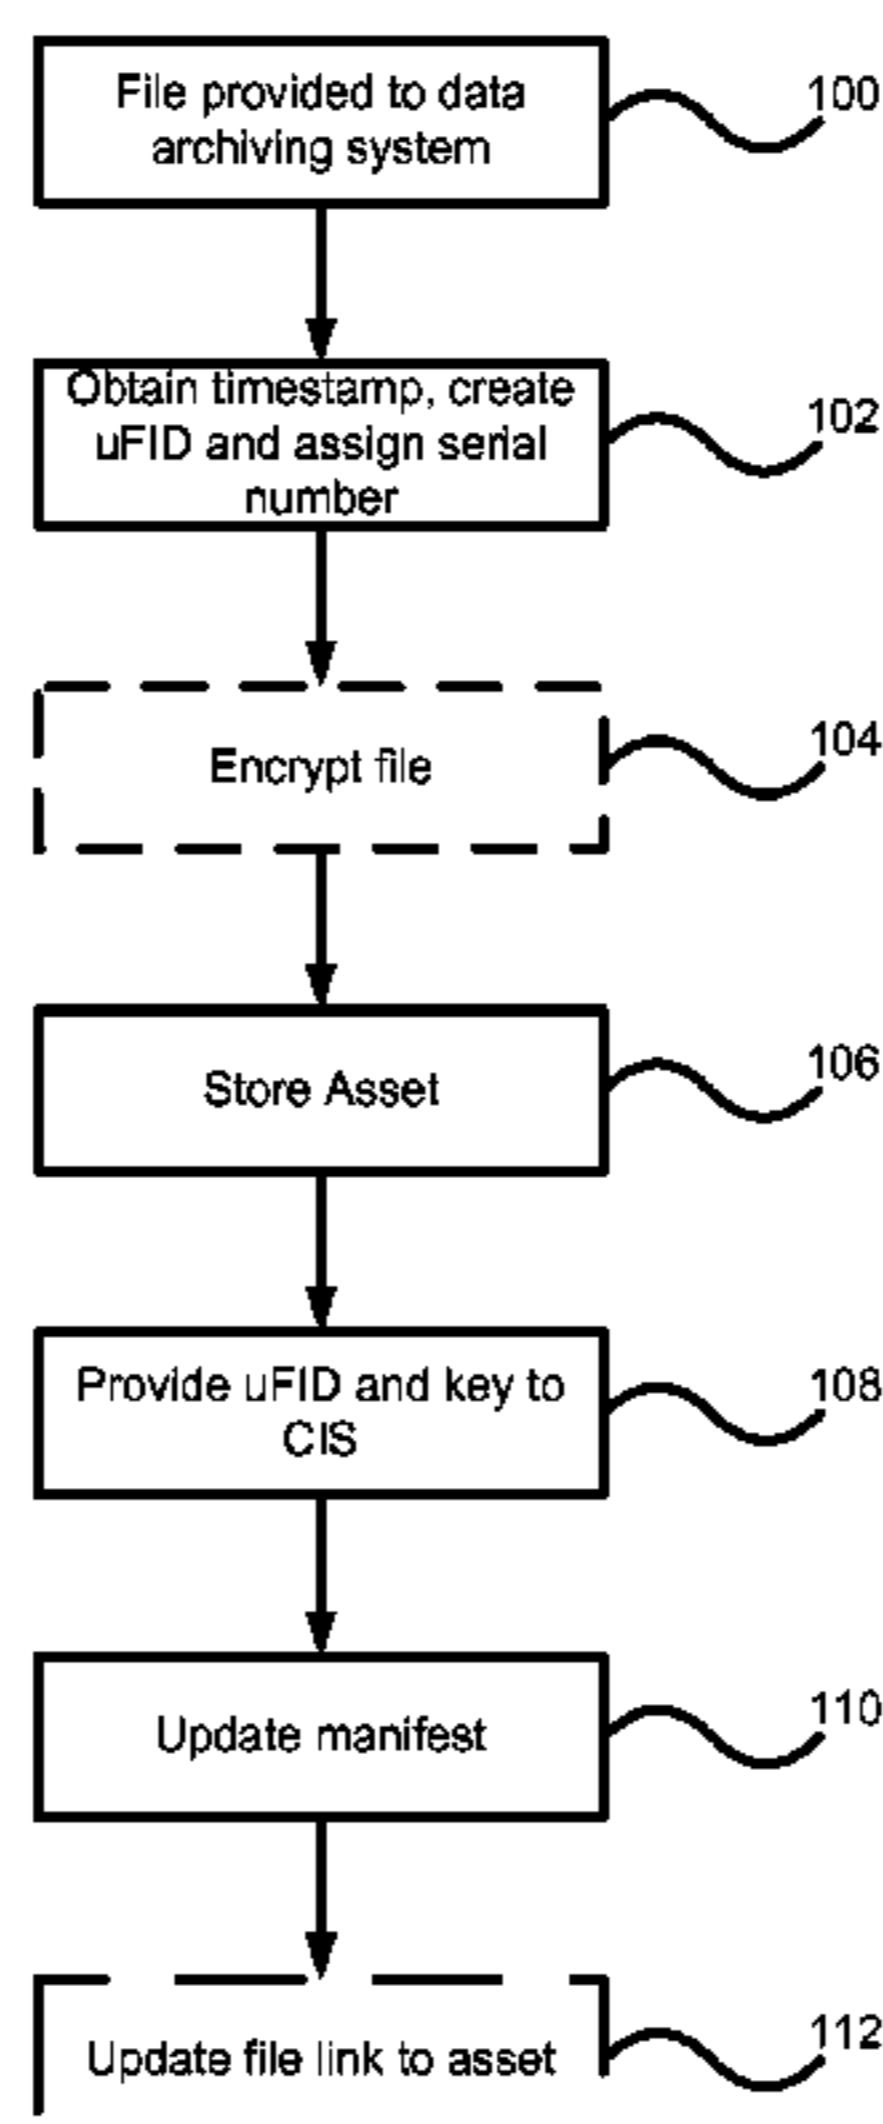 File provided to data
archiving system
100
Obtain timestamp, create
uFID and assign serial
number
102
Encrypt file
104
Store Asset
106
Provide uFID and key to
CIS
108
Update manifest
110
Update file link to asset
112